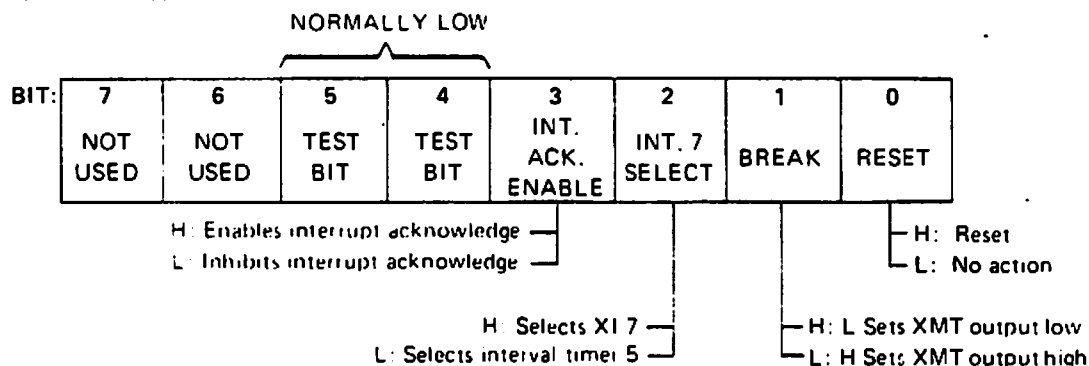 NORMALLY LOW
BIT: 7 6 5 4 3 2 1 0
NOT USED
NOT USED
TEST BIT
TEST BIT
INT. ACK. ENABLE
INT. 7 SELECT
BREAK
RESET
H: Enables interrupt acknowledge
L: Inhibits interrupt acknowledge
H: Reset
L: No action
H: Selects XI 7
L: Selects interval timer 5
H: L Sets XMT output low
L: H Sets XMT output high